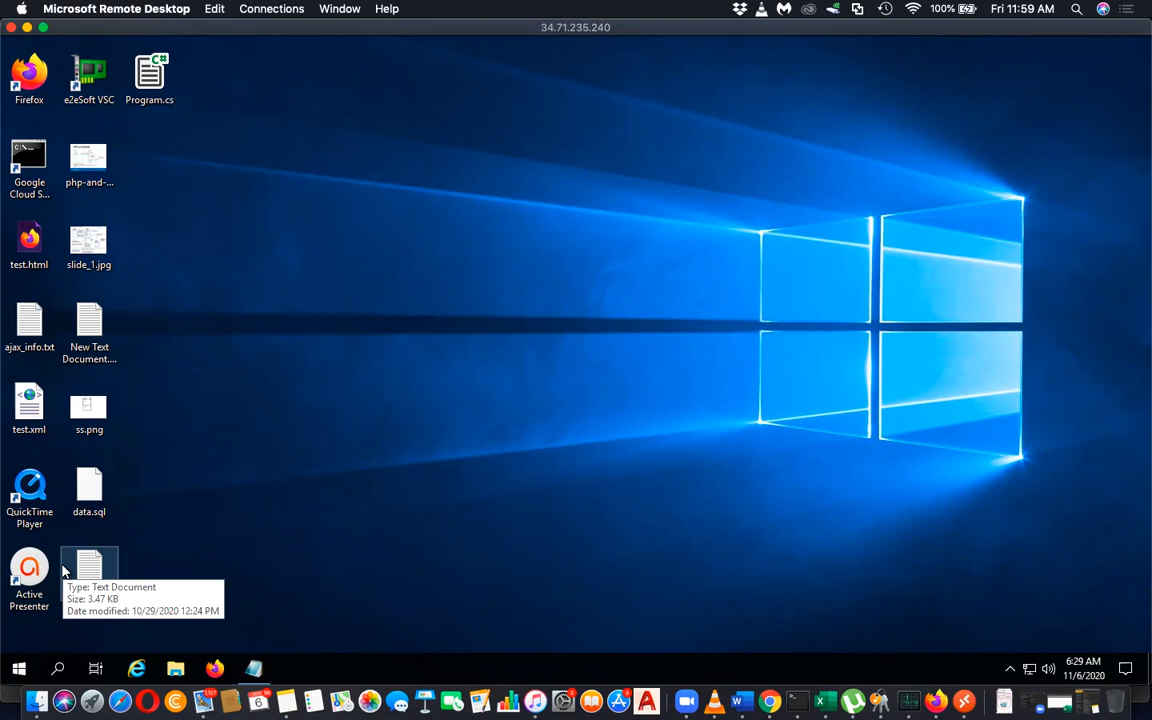 Microsoft Remote Desktop Edit Connections Window Help
100% Fri 11:59 AM
34.71.235.240
Firefox
e2eSoft VSC
C#
Program.cs
C:\_
Google
Cloud S...
php-and-...
test.html
slide_1.jpg
ajax_info.txt
New Text
Document....
test.xml
ss.png
QuickTime
Player
data.sql
Active
Presenter
Type: Text Document
Size: 3.47 KB
Date modified: 10/29/2020 12:24 PM
6:29 AM
11/6/2020
6